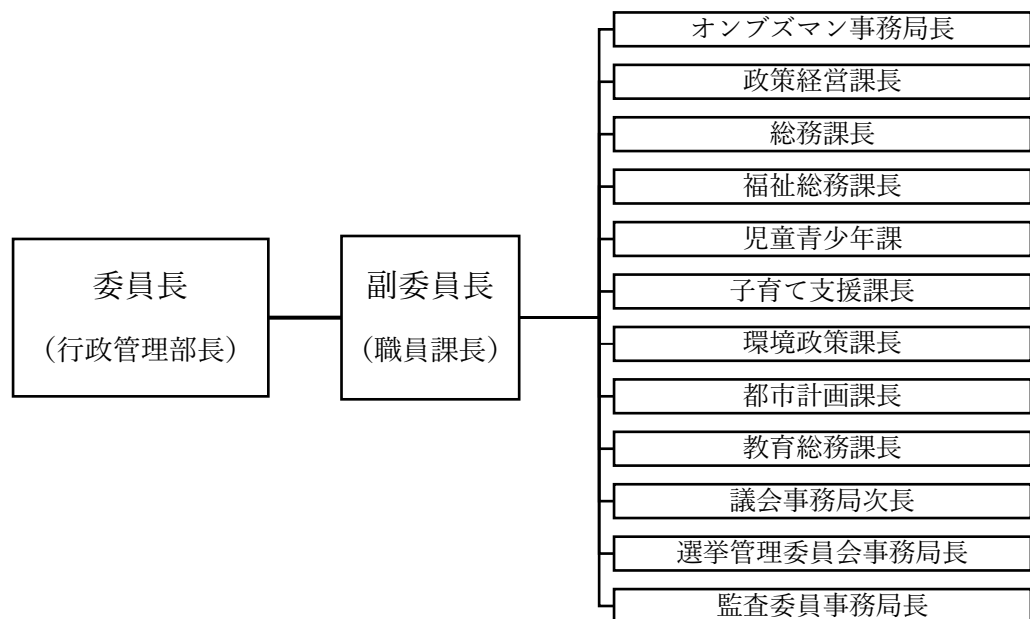 オンブズマン事務局長
政策経営課長
総務課長
福祉総務課長
児童青少年課
子育て支援課長
環境政策課長
都市計画課長
教育総務課長
議会事務局次長
選挙管理委員会事務局長
監査委員事務局長
委員長
（行政管理部長）
副委員長
（職員課長）